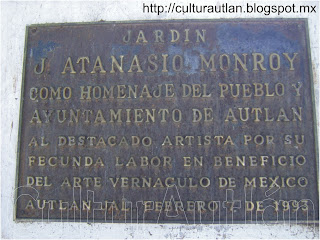 http://culturautlan.blogspot.mx
JARDIN
J. ATANASIO MONROY
COMO HOMENAJE DEL PUEBLO Y
AYUNTAMIENTO DE AUTLAN
AL DESTACADO ARTISTA POR SU
FECUNDA LABOR EN BENEFICIO
DEL ARTE VERNACULO DE MEXICO
AUTLAN JAL. FEBRERO DE 1993